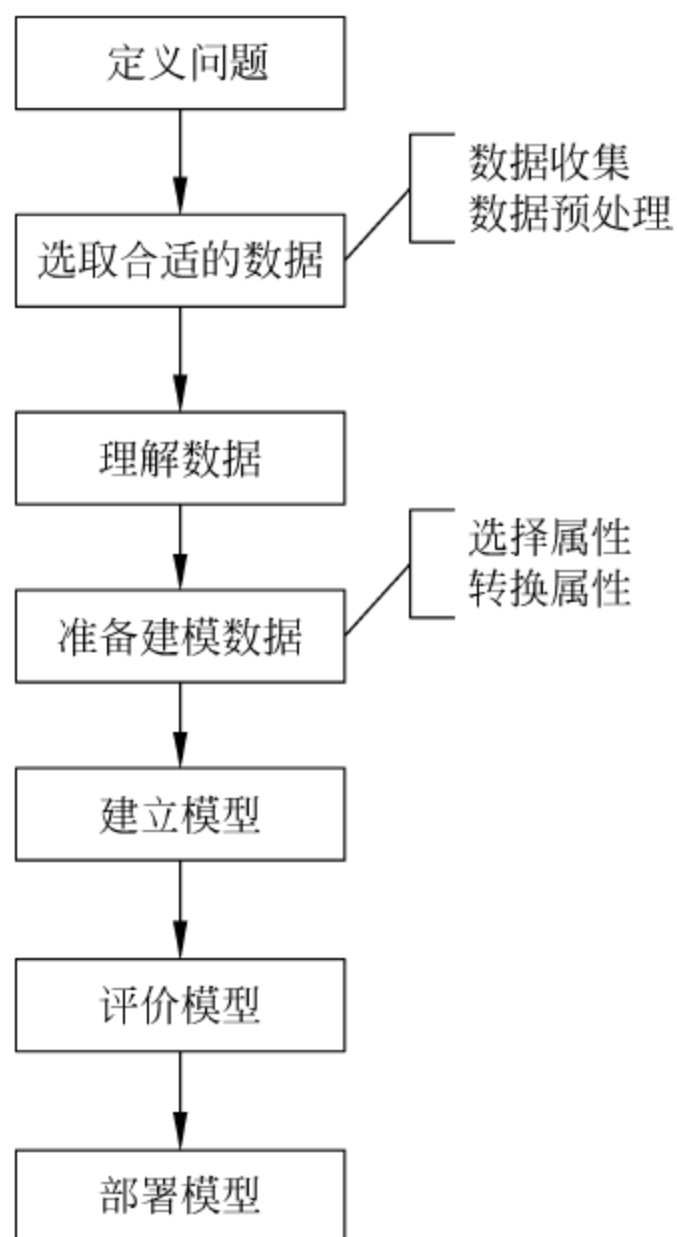 定义问题
数据收集
数据预处理
选取合适的数据
理解数据
选择属性
转换属性
准备建模数据
建立模型
评价模型
部署模型